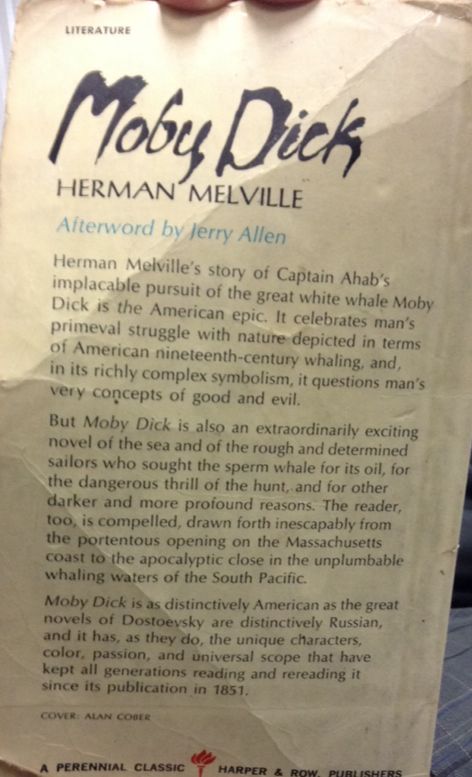 LITERATURE
Moby Dick
HERMAN MELVILLE
Afterword by Jerry Allen
Herman Melville's story of Captain Ahab's
implacable pursuit of the great white whale Moby
Dick is the American epic. It celebrates man's
primeval struggle with nature depicted in terms
of American nineteenth-century whaling, and,
in its richly complex symbolism, it questions man's
very concepts of good and evil.
But Moby Dick is also an extraordinarily exciting
novel of the sea and of the rough and determined
sailors who sought the sperm whale for its oil, for
the dangerous thrill of the hunt, and for other
darker and more profound reasons. The reader,
too, is compelled, drawn forth inescapably from
the portentous opening on the Massachusetts
coast to the apocalyptic close in the unplumbable
whaling waters of the South Pacific.
Moby Dick is as distinctively American as the great
novels of Dostoevsky are distinctively Russian,
and it has, as they do, the unique characters,
color, passion, and universal scope that have
kept all generations reading and rereading it
since its publication in 1851.
COVER: ALAN COBER
A PERENNIAL CLASSIC HARPER & ROW, PUBLISHERS